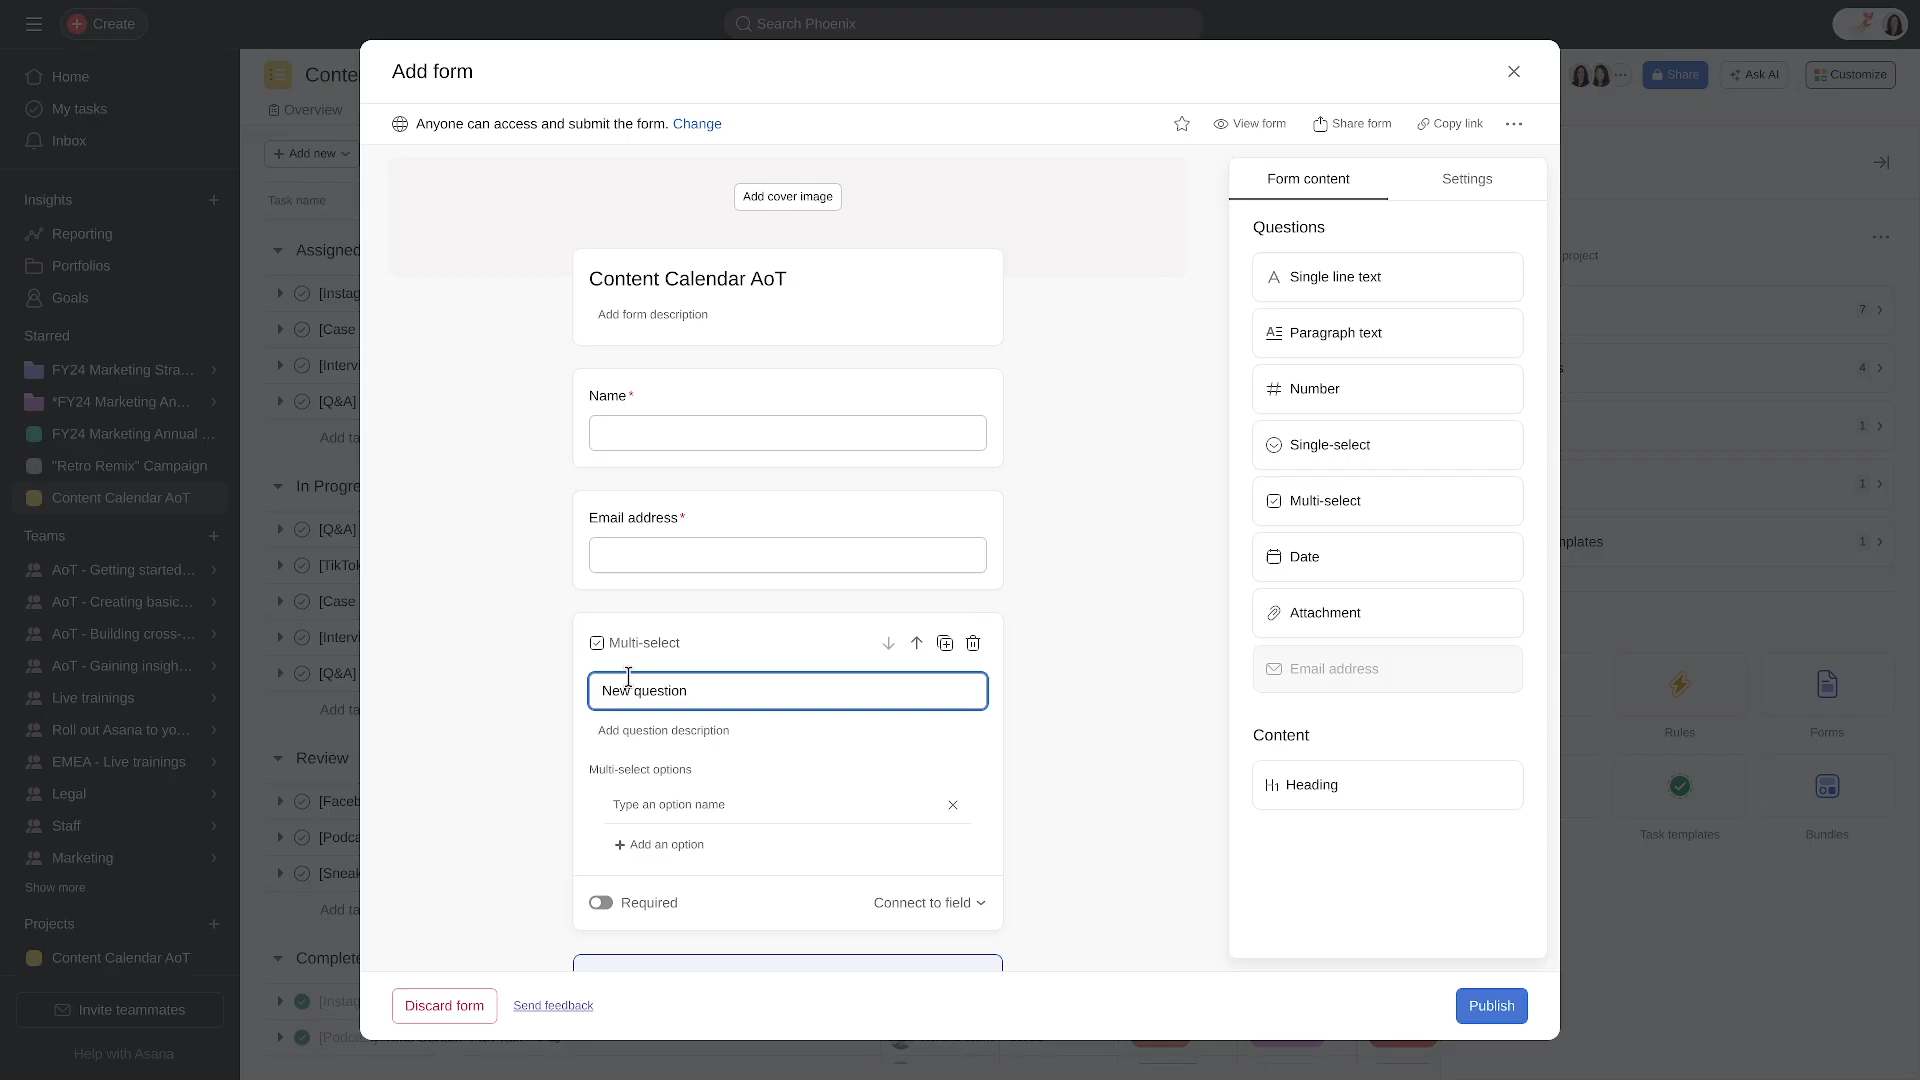 Create
Search Phoenix
Home
My tasks
Inbox
Insights
Reporting
Portfolios
Goals
Starred
FY24 Marketing Stra...
*FY24 Marketing An...
FY24 Marketing Annual ...
"Retro Remix" Campaign
Content Calendar AoT
Teams
AoT - Getting started...
AoT - Creating basic...
AoT - Building cross-...
AoT - Gaining insigh...
Live trainings
Roll out Asana to yo...
EMEA - Live trainings
Legal
Staff
Marketing
Show more
Projects
Content Calendar AoT
Invite teammates
Help with Asana
Conte
Overview
Add new
Task name
Assigned
[Instag
[Case
[Intervi
[Q&A]
Add ta
In Progre
[Q&A]
[TikTok
[Case
[Intervi
[Q&A]
Add ta
Review
[Faceb
[Podca
[Sneak
Add ta
Complete
[Instag
[Podca
Add form
Anyone can access and submit the form. Change
View form
Share form
Copy link
Add cover image
Content Calendar AoT
Add form description
Name*
Email address*
Multi-select
New question
Add question description
Multi-select options
Type an option name
Add an option
Required
Connect to field
Discard form
Send feedback
Publish
Form content
Settings
Questions
Single line text
Paragraph text
Number
Single-select
Multi-select
Date
Attachment
Email address
Content
H1 Heading
Share
Ask AI
Customize
project
7
4
1
1
mplates
1
Rules
Forms
Task templates
Bundles